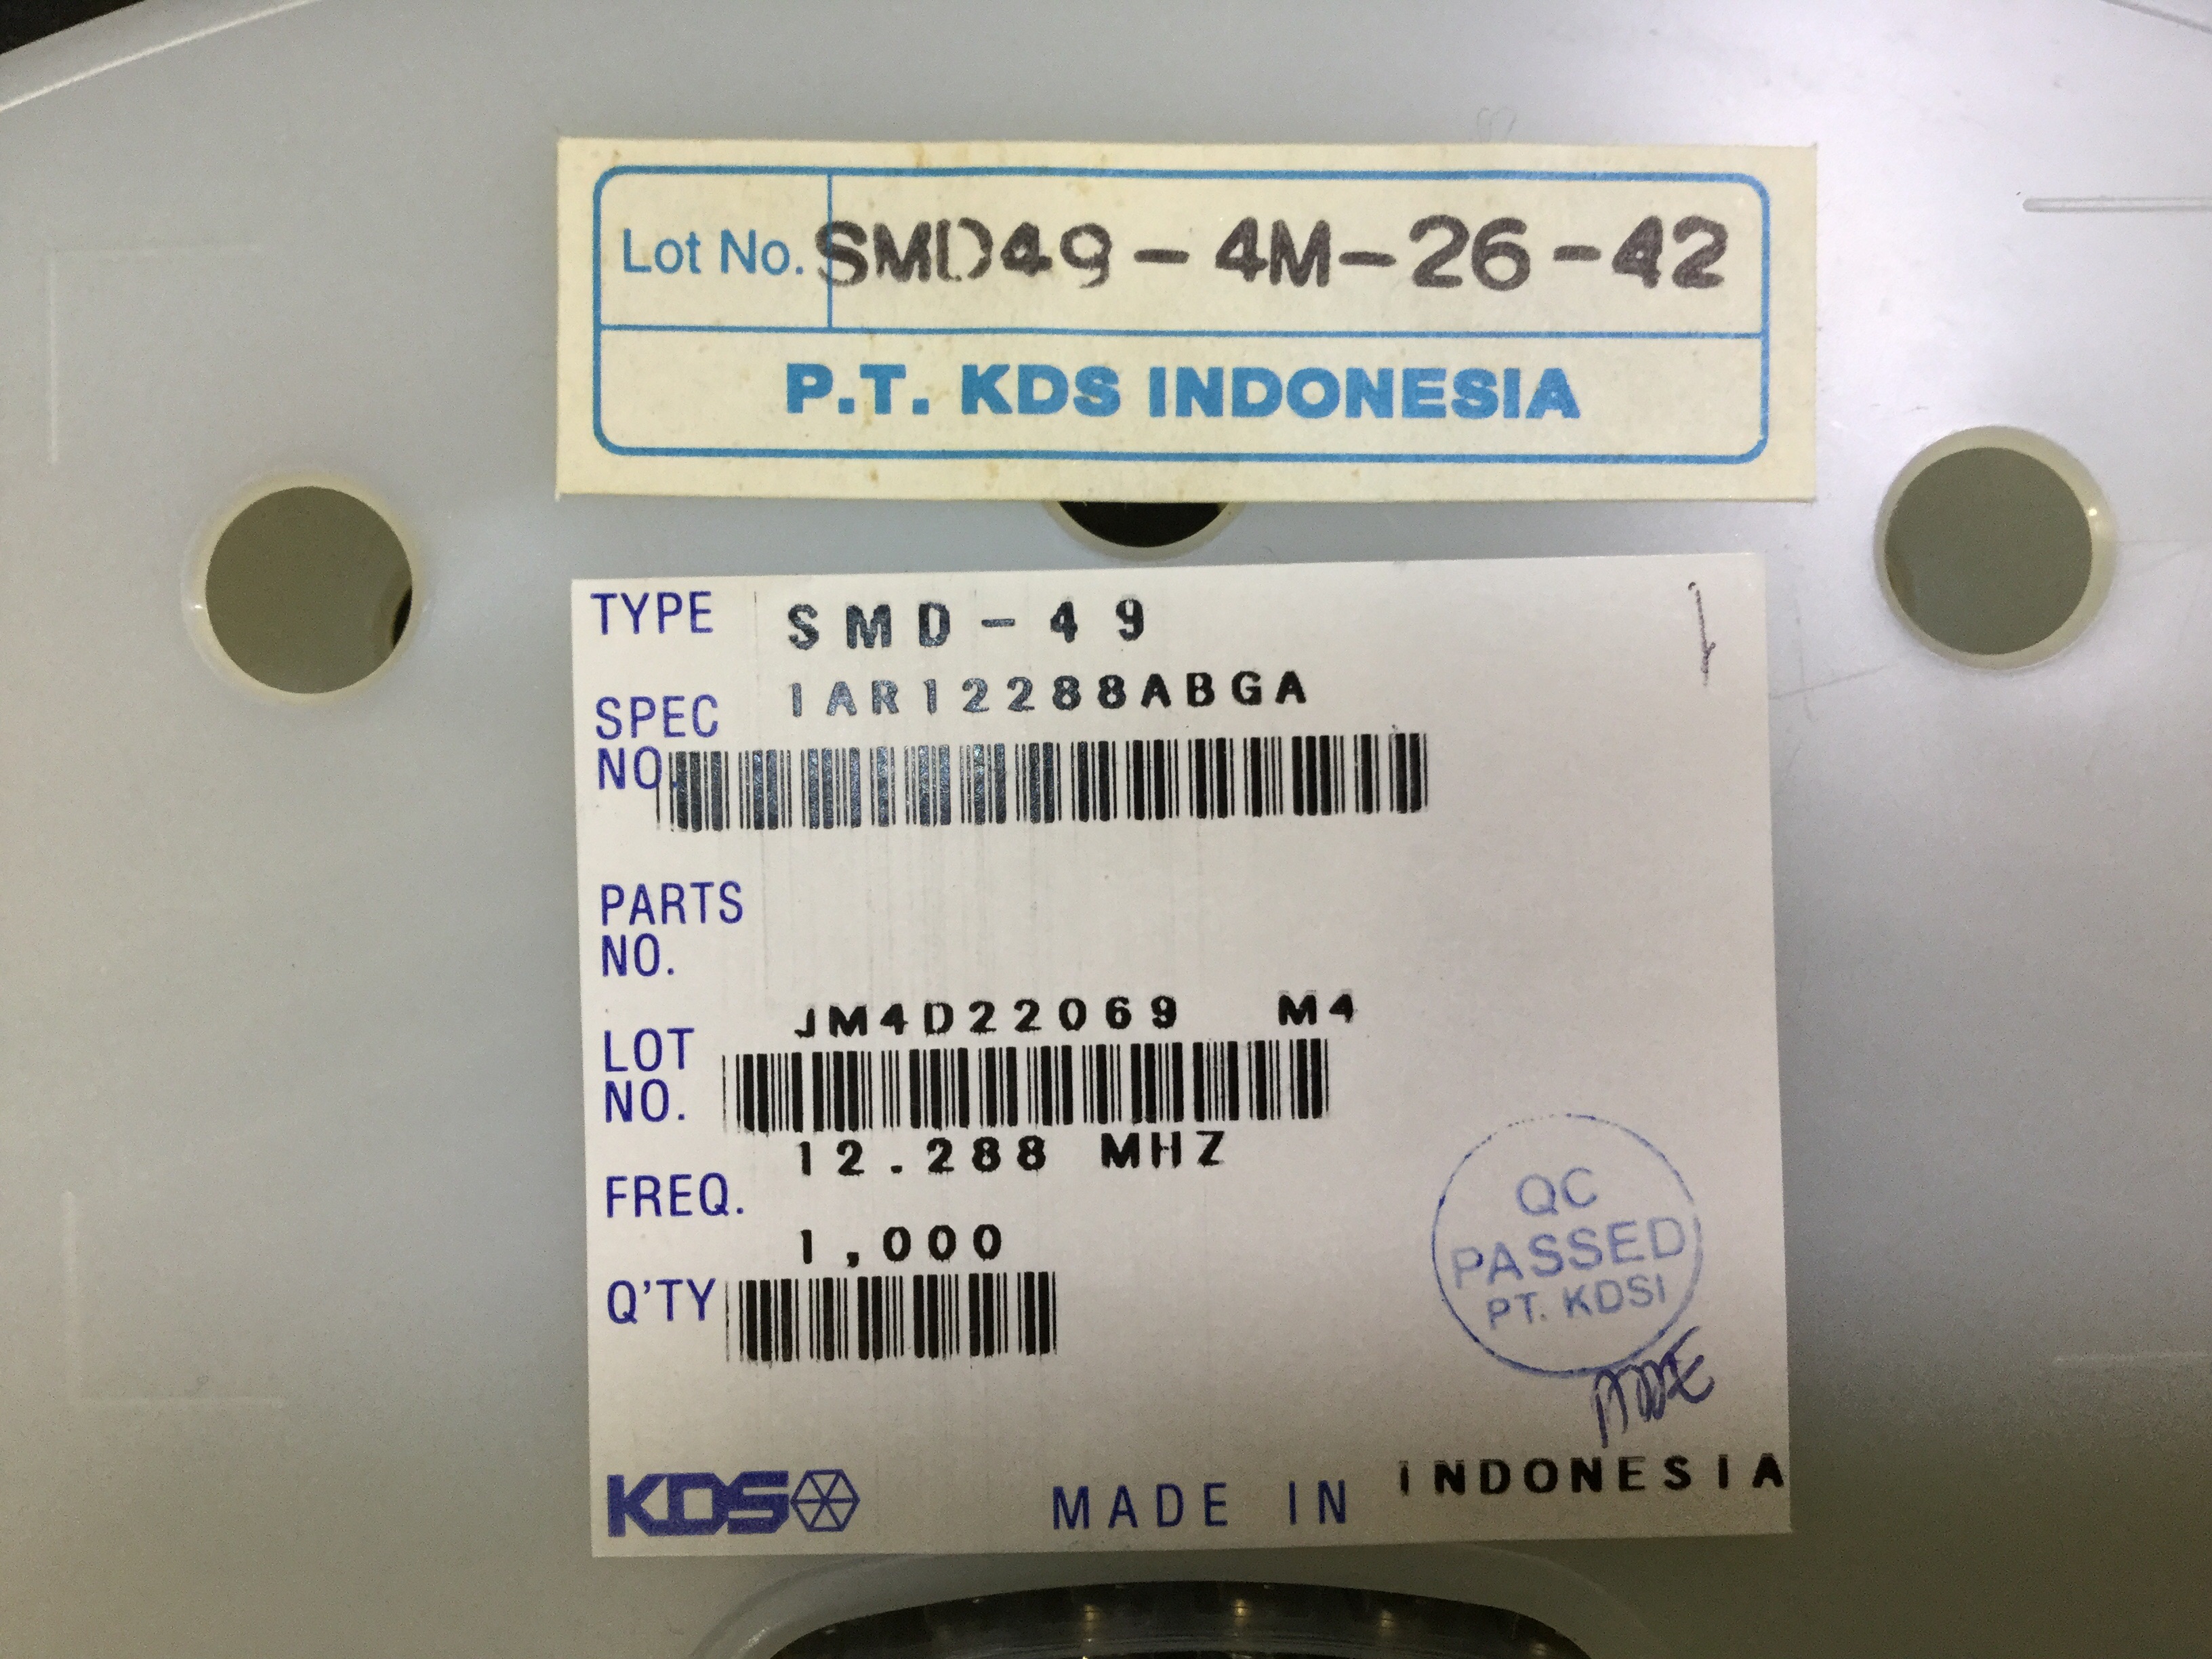 Lot No. SMD49-4M-26-42
P.T. KDS INDONESIA
TYPE SMD-49
SPEC NO. 1AR12288ABGA
PARTS NO.
LOT NO. JM4D22069 M4
FREQ. 12.288 MHZ
Q'TY 1,000
QC
PASSED
PT. KDSI
KDS
MADE IN INDONESIA